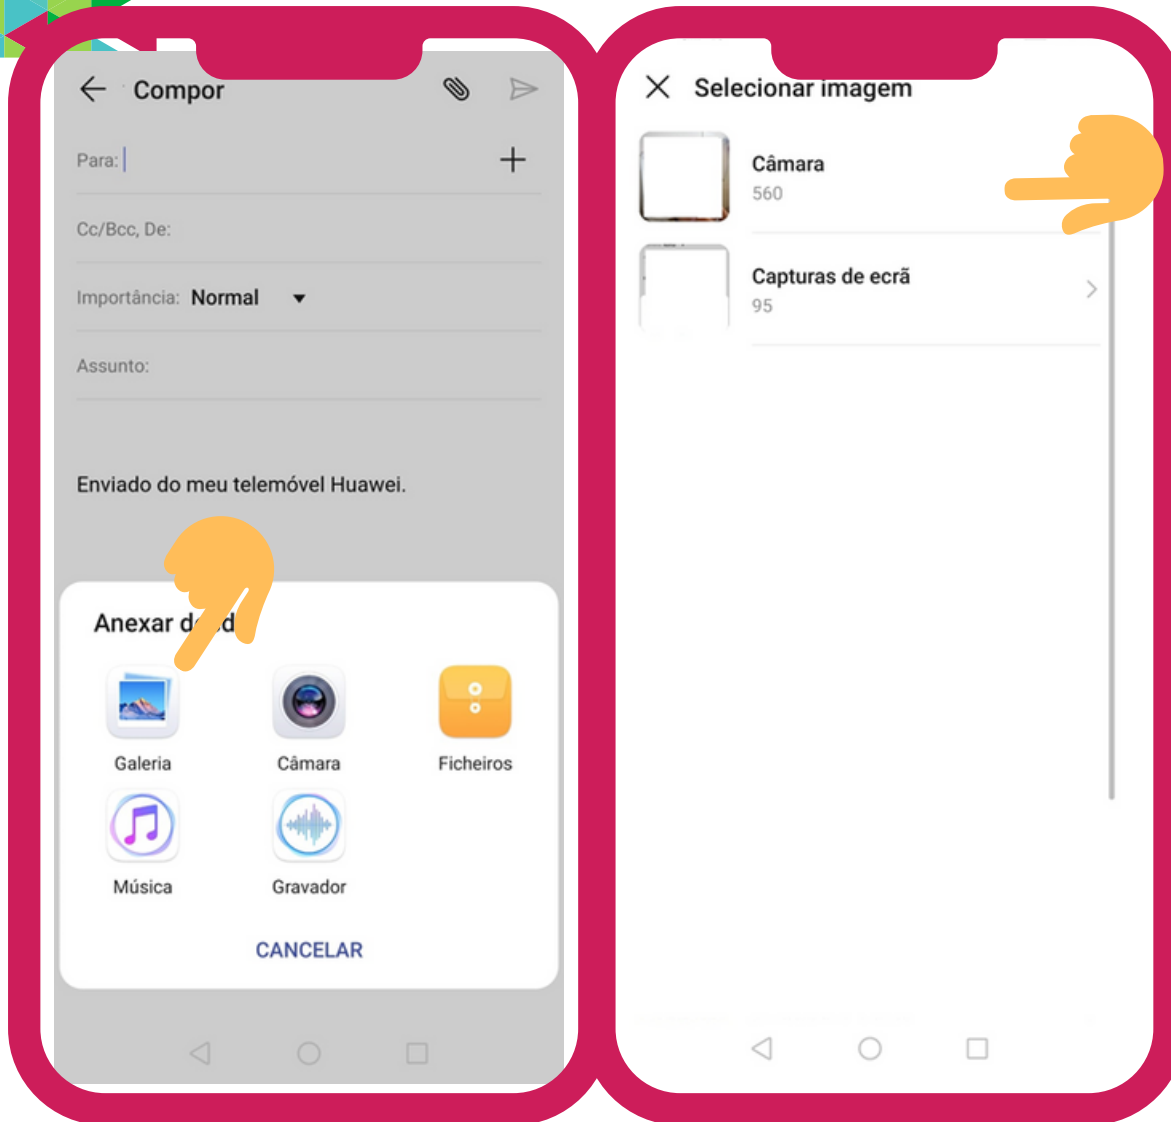 Compor
Para:
Cc/Bcc, De:
Importância: Normal
Assunto:
Enviado do meu telemóvel Huawei.
Anexar
Galeria
Câmara
Ficheiros
Música
Gravador
CANCELAR
Selecionar imagem
Câmara
560
Capturas de ecrã
95